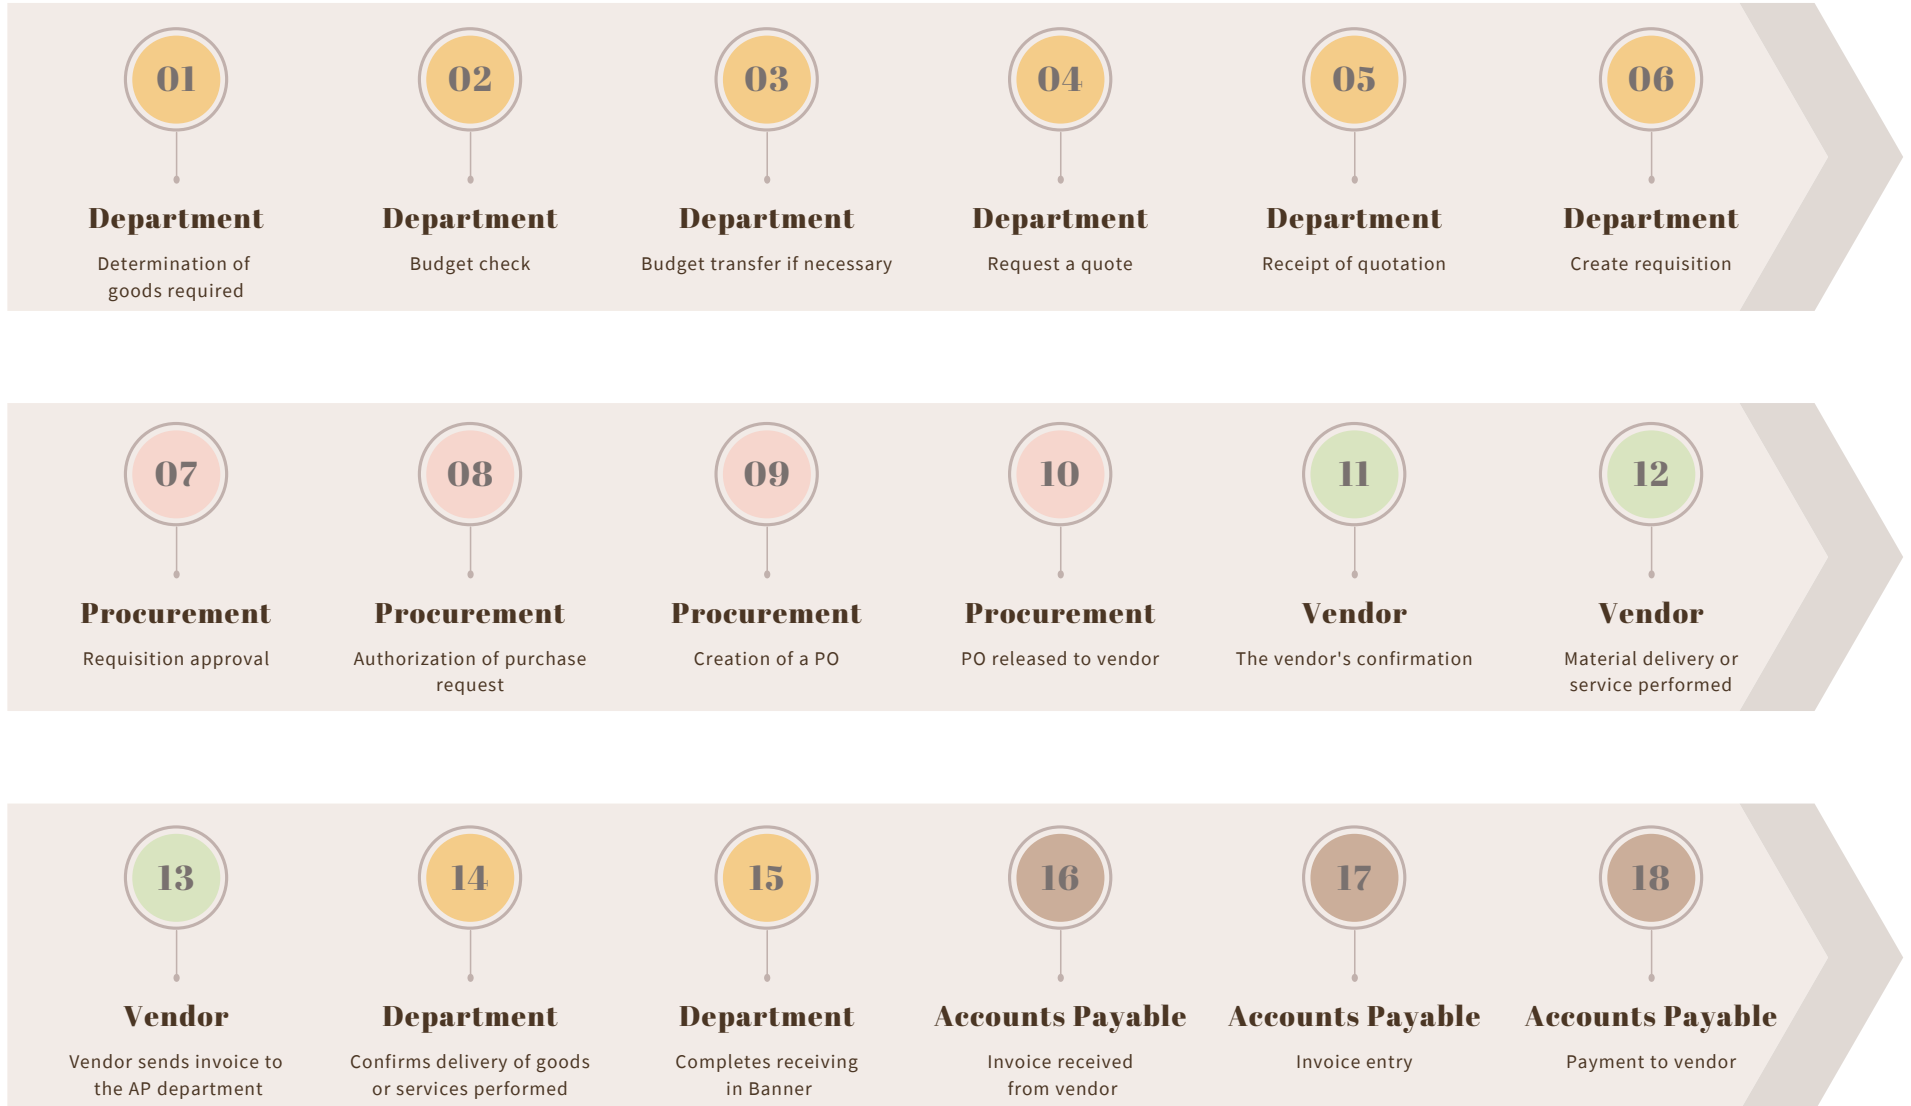 01
02
03
04
05
06
Department
Department
Department
Department
Department
Department
Determination of
goods required
Budget check
Budget transfer if necessary
Request a quote
Receipt of quotation
Create requisition
07
08
09
10
11
12
Procurement
Procurement
Procurement
Procurement
Vendor
Vendor
Requisition approval
Authorization of purchase
request
Creation of a PO
PO released to vendor
The vendor's confirmation
Material delivery or
service performed
13
14
15
16
17
18
Vendor
Department
Department
Accounts Payable
Accounts Payable
Accounts Payable
Vendor sends invoice to
the AP department
Confirms delivery of goods
or services performed
Completes receiving
in Banner
Invoice received
from vendor
Invoice entry
Payment to vendor